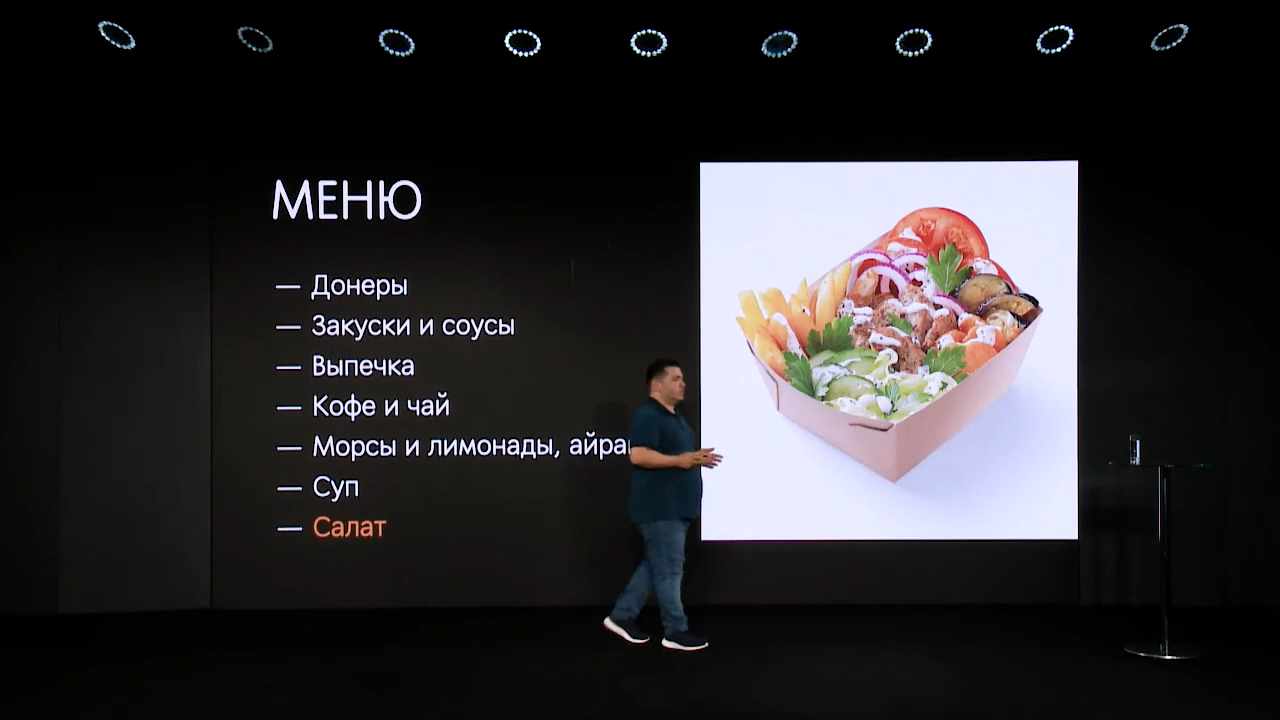 МЕНЮ
— Донеры
— Закуски и соусы
— Выпечка
— Кофе и чай
— Морсы и лимонады,
— Суп
— Салат